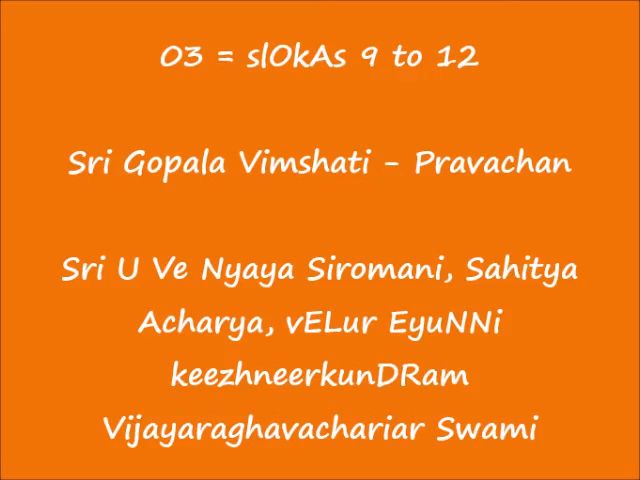 03 = slOkAs 9 to 12
Sri Gopala Vimshati - Pravachan
Sri U Ve Nyaya Siromani, Sahitya
Acharya, vELur EyuNNi
keezhneerkunDRam
Vijayaraghavachariar Swami